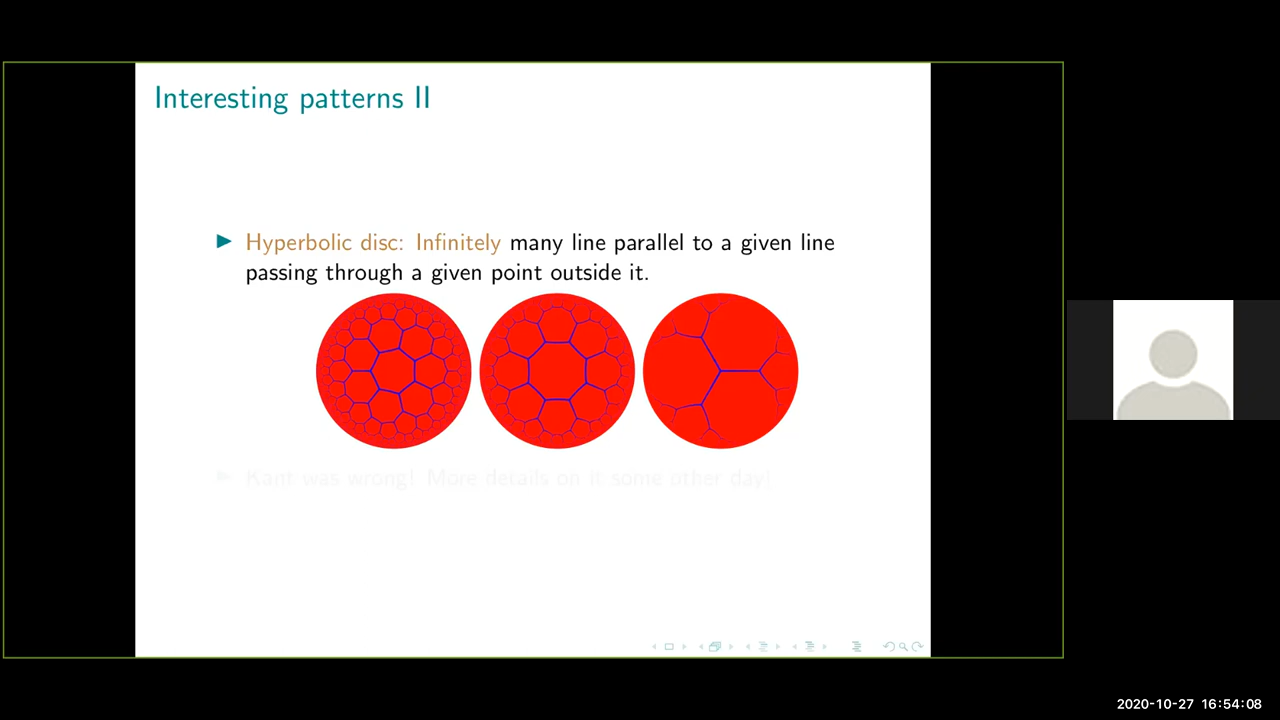 Interesting patterns II
Hyperbolic disc: Infinitely many line parallel to a given line
passing through a given point outside it.
Kant was wrong! More details on it some other day!
2020-10-27 16:54:08